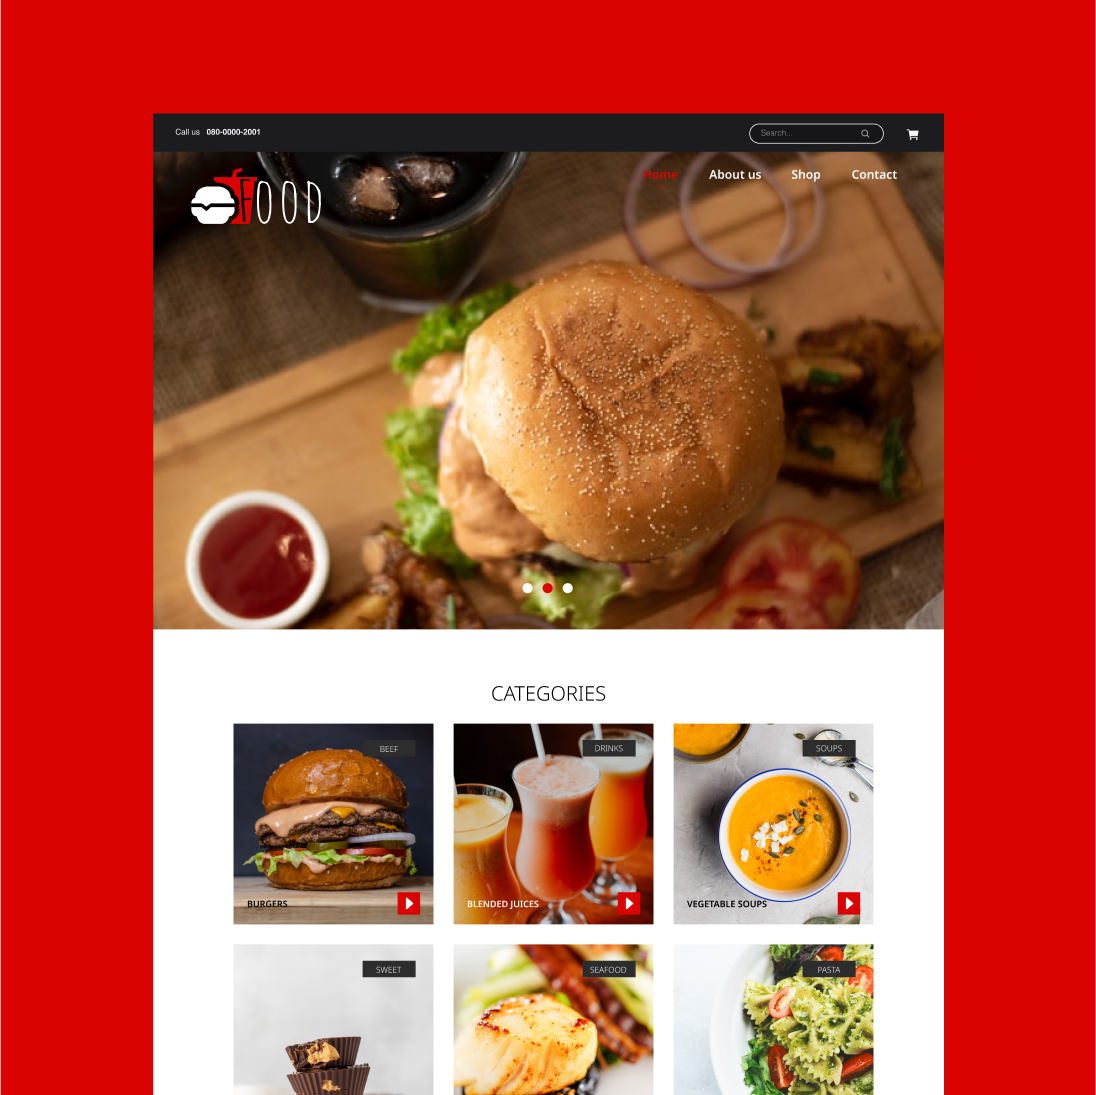 Call us 080-0000-2001
Search...
FOOD
Home About us Shop Contact
CATEGORIES
BEEF
BURGERS
DRINKS
BLENDED JUICES
SOUPS
VEGETABLE SOUPS
SWEET
SEAFOOD
PASTA